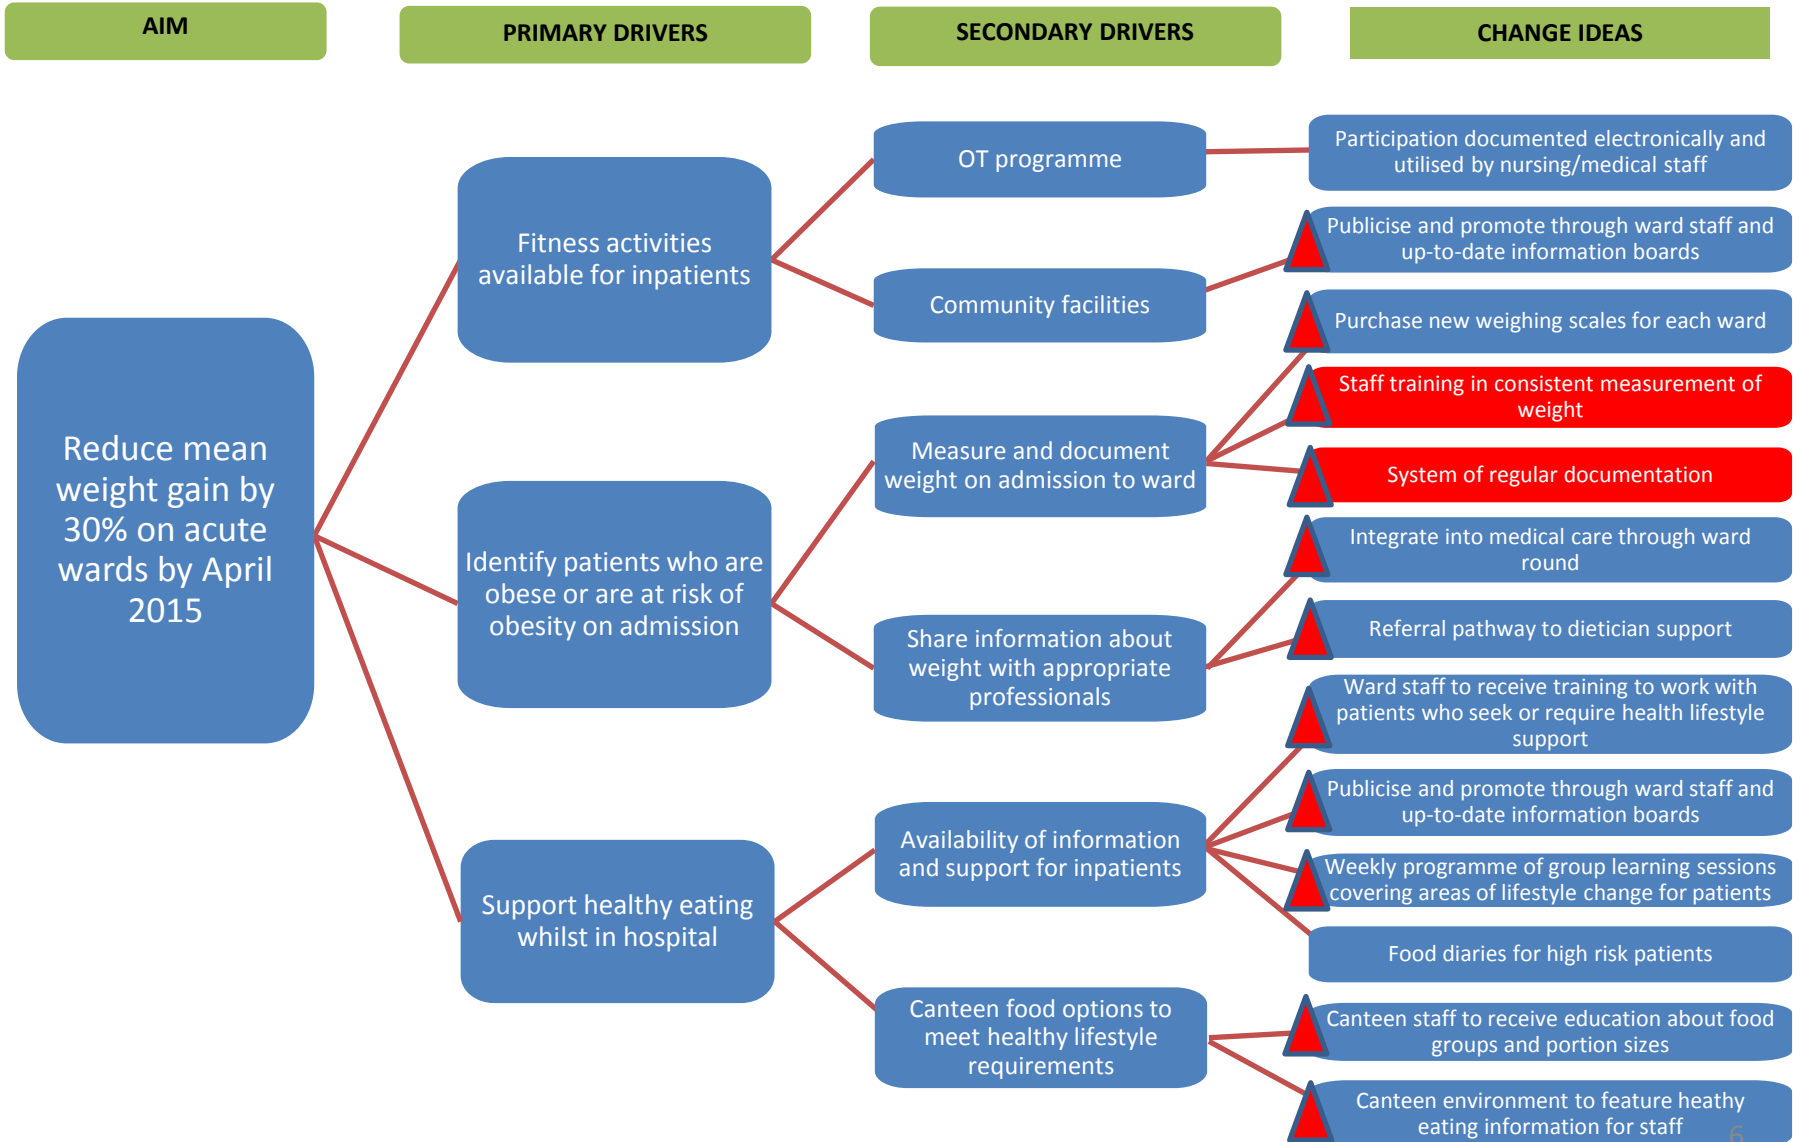 AIM
PRIMARY DRIVERS
SECONDARY DRIVERS
CHANGE IDEAS
Reduce mean
weight gain by
30% on acute
wards by April
2015
Fitness activities
available for inpatients
Identify patients who are
obese or are at risk of
obesity on admission
Support healthy eating
whilst in hospital
OT programme
Community facilities
Measure and document
weight on admission to ward
Share information about
weight with appropriate
professionals
Availability of information
and support for inpatients
Canteen food options to
meet healthy lifestyle
requirements
Participation documented electronically and
utilised by nursing/medical staff
Publicise and promote through ward staff and
up-to-date information boards
Purchase new weighing scales for each ward
Staff training in consistent measurement of
weight
System of regular documentation
Integrate into medical care through ward
round
Referral pathway to dietician support
Ward staff to receive training to work with
patients who seek or require health lifestyle
support
Publicise and promote through ward staff and
up-to-date information boards
Weekly programme of group learning sessions
covering areas of lifestyle change for patients
Food diaries for high risk patients
Canteen staff to receive education about food
groups and portion sizes
Canteen environment to feature heathy
eating information for staff
6